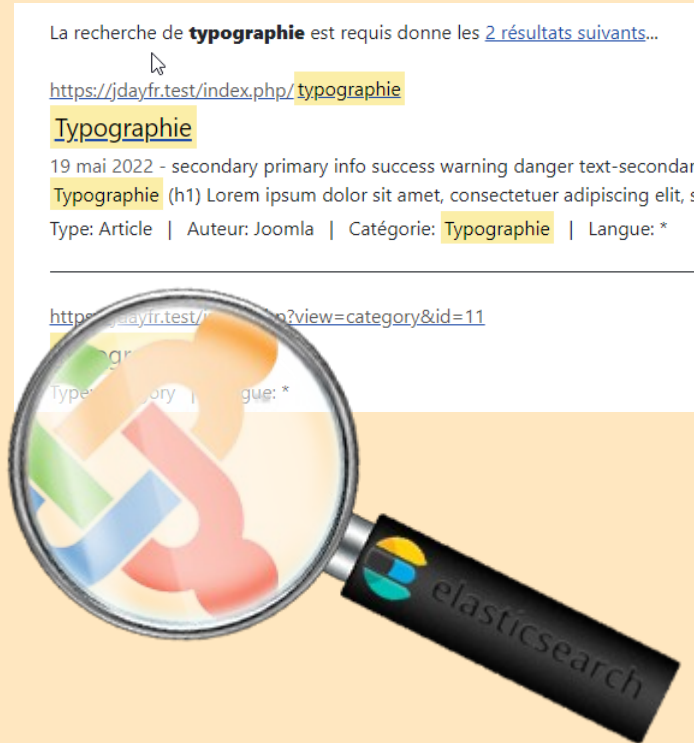 La recherche de typographie est requis donne les 2 résultats suivants...
https://jdayfr.test/index.php/typographie
Typographie
19 mai 2022 - secondary primary info success warning danger text-secondar
Typographie (h1) Lorem ipsum dolor sit amet, consectetuer adipiscing elit, s
Type: Article | Auteur: Joomla | Catégorie: Typographie | Langue: *
?view=category&id=11
elasticsearch